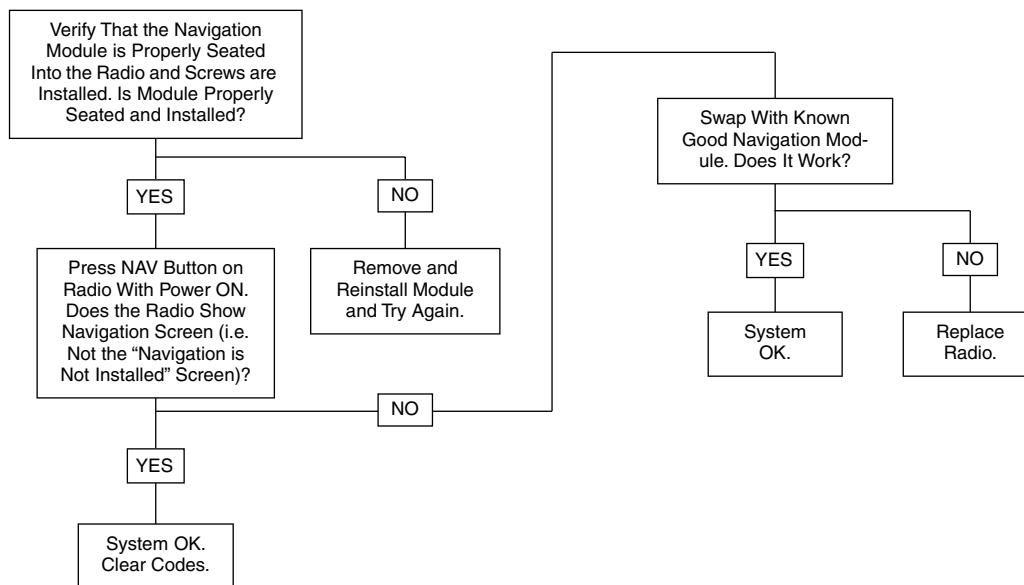 Verify That the Navigation
Module is Properly Seated
Into the Radio and Screws are
Installed. Is Module Properly
Seated and Installed?
YES
NO
Press NAV Button on
Radio With Power ON.
Does the Radio Show
Navigation Screen (i.e.
Not the “Navigation is
Not Installed” Screen)?
Remove and
Reinstall Module
and Try Again.
NO
YES
System OK.
Clear Codes.
Swap With Known
Good Navigation Mod-
ule. Does It Work?
YES
NO
System
OK.
Replace
Radio.